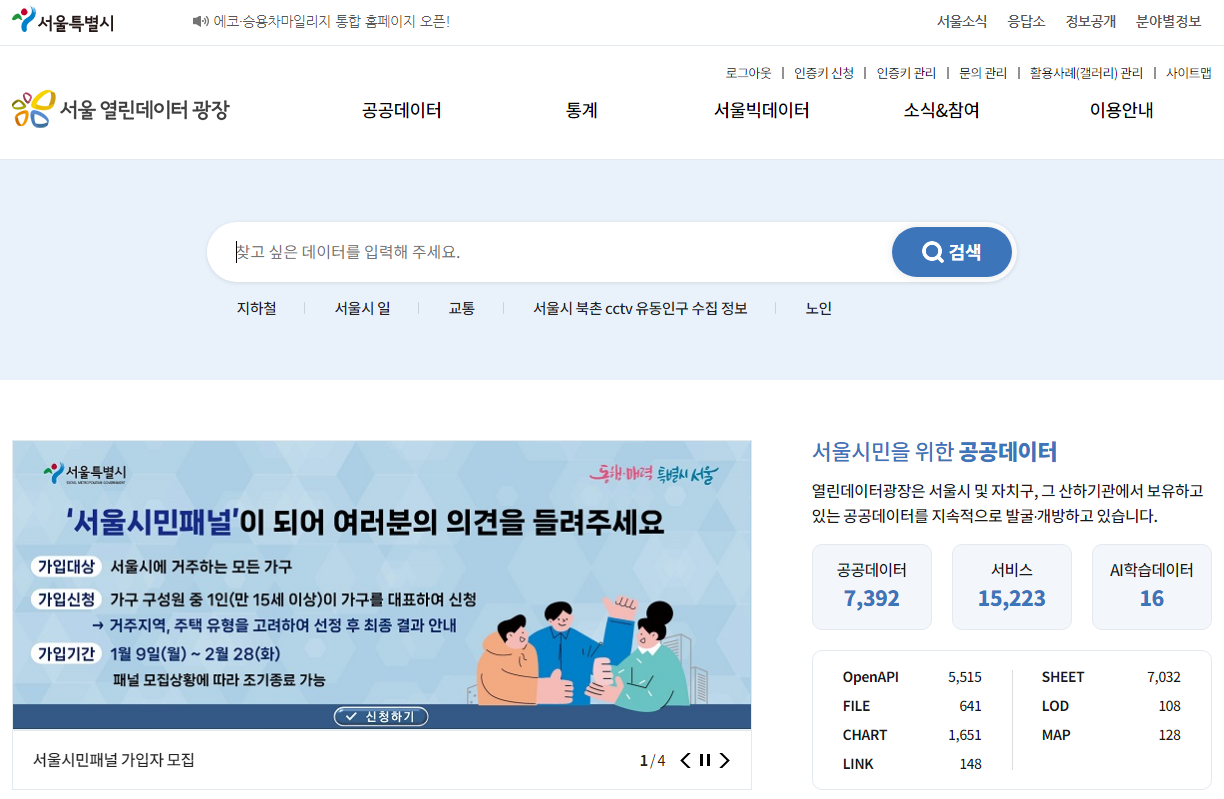 서울특별시
에코·승용차마일리지 통합 홈페이지 오픈!
서울소식 응답소 정보공개 분야별정보
로그아웃 | 인증키 신청 | 인증키 관리 | 문의 관리 | 활용사례(갤러리) 관리 | 사이트맵
서울 열린데이터 광장
공공데이터 통계 서울빅데이터 소식&참여 이용안내
찾고 싶은 데이터를 입력해 주세요.
검색
지하철 서울시 일 교통 서울시 북촌 cctv 유동인구 수집 정보 노인
서울특별시
SEOUL METROPOLITAN GOVERNMENT
동행·매력 특별시 서울
'서울시민패널'이 되어 여러분의 의견을 들려주세요
가입대상 서울시에 거주하는 모든 가구
가입신청 가구 구성원 중 1인(만 15세 이상)이 가구를 대표하여 신청
→ 거주지역, 주택 유형을 고려하여 선정 후 최종 결과 안내
가입기간 1월 9일(월) ~ 2월 28(화)
패널 모집상황에 따라 조기종료 가능
신청하기
서울시민패널 가입자 모집
1/4
서울시민을 위한 공공데이터
열린데이터광장은 서울시 및 자치구, 그 산하기관에서 보유하고
있는 공공데이터를 지속적으로 발굴·개방하고 있습니다.
공공데이터 서비스 AI학습데이터
7,392 15,223 16
OpenAPI 5,515 SHEET 7,032
FILE 641 LOD 108
CHART 1,651 MAP 128
LINK 148